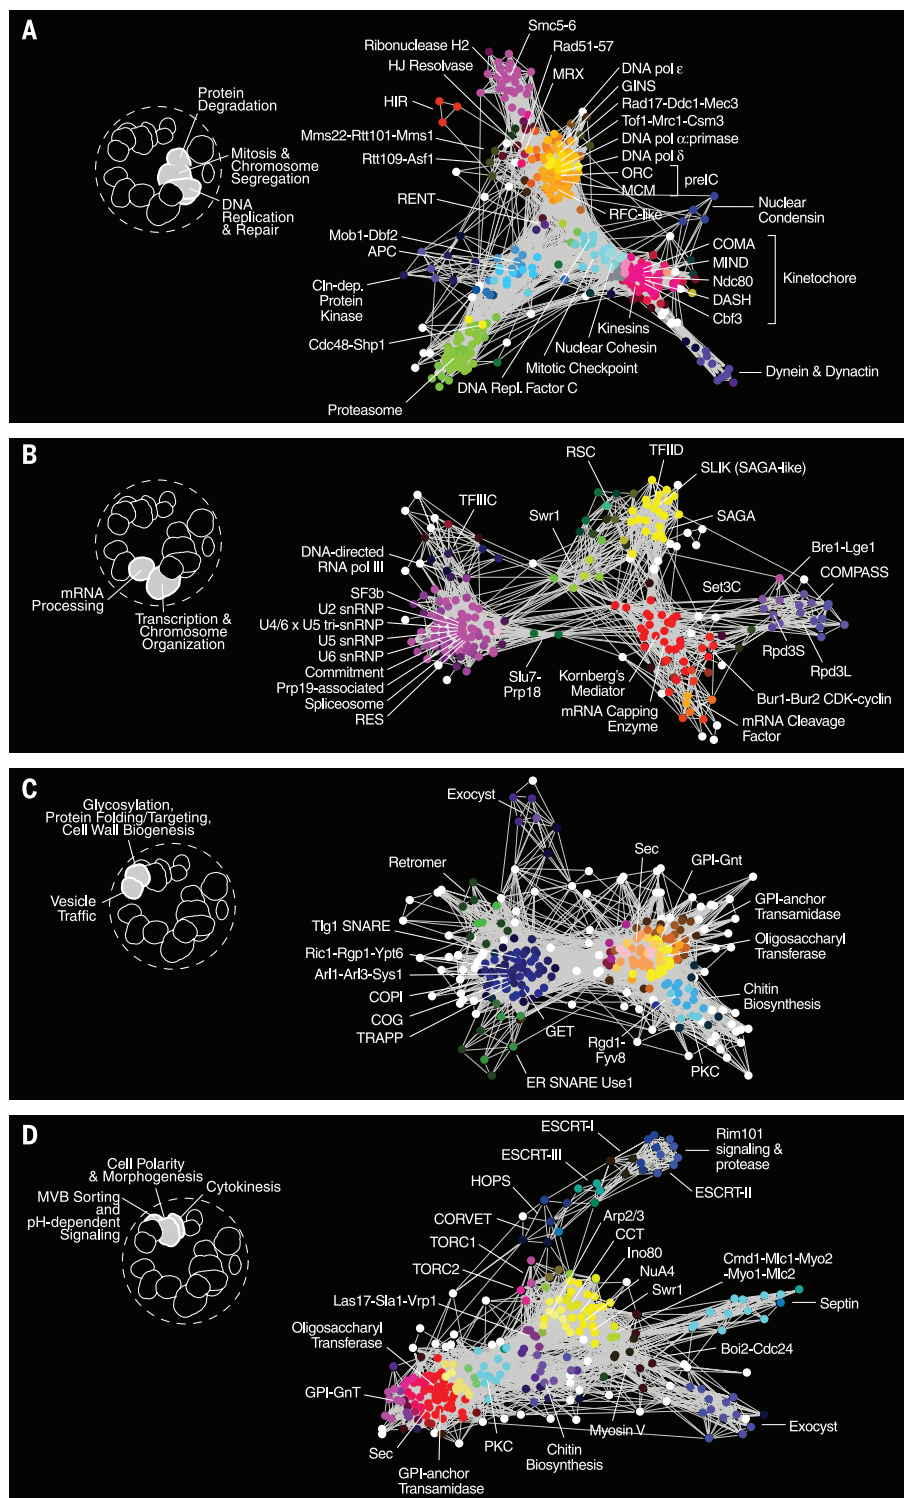 A
Protein
Degradation
Mitosis &
Chromosome
Segregation
DNA
Replication
& Repair
Smc5-6
Ribonuclease H2
Rad51-57
HJ Resolvase
MRX
HIR
DNA pol ε
GINS
Rad17-Ddc1-Mec3
Mms22-Rtt101-Mms1
Tof1-Mrc1-Csm3
DNA pol α:primase
Rtt109-Asf1
DNA pol δ
ORC
preIC
MCM
RENT
RFC-like
Nuclear
Condensin
Mob1-Dbf2
APC
COMA
MIND
Kinetochore
Ndc80
DASH
Cbf3
Cln-dep.
Protein
Kinase
Kinesins
Cdc48-Shp1
Nuclear Cohesin
Mitotic Checkpoint
Dynein & Dynactin
DNA Repl. Factor C
Proteasome
B
mRNA
Processing
Transcription &
Chromosome
Organization
RSC
TFIID
SLIK (SAGA-like)
TFIIIC
Swr1
SAGA
DNA-directed
RNA pol III
Bre1-Lge1
COMPASS
SF3b
Set3C
U2 snRNP
U4/6 x U5 tri-snRNP
U5 snRNP
U6 snRNP
Rpd3S
Commitment
Rpd3L
Slu7-
Prp18
Kornberg's
Mediator
Prp19-associated
Bur1-Bur2 CDK-cyclin
Spliceosome
mRNA Capping
Enzyme
RES
mRNA Cleavage
Factor
C
Glycosylation,
Protein Folding/Targeting,
Cell Wall Biogenesis
Vesicle
Traffic
Exocyst
Retromer
Sec
GPI-Gnt
GPI-anchor
Transamidase
Tlg1 SNARE
Oligosaccharyl
Transferase
Ric1-Rgp1-Ypt6
Arl1-Arl3-Sys1
COPI
Chitin
Biosynthesis
COG
TRAPP
GET
Rgd1-
Fyv8
PKC
ER SNARE Use1
D
Cell Polarity
& Morphogenesis
Cytokinesis
MVB Sorting
and
pH-dependent
Signaling
ESCRT-I
Rim101
signaling &
protease
ESCRT-III
ESCRT-II
HOPS
Arp2/3
CORVET
CCT
TORC1
Ino80
Cmd1-Mlc1-Myo2
-Myo1-Mlc2
NuA4
TORC2
Swr1
Septin
Las17-Sla1-Vrp1
Oligosaccharyl
Transferase
Boi2-Cdc24
GPI-GnT
Myosin V
Exocyst
Sec
PKC
Chitin
Biosynthesis
GPI-anchor
Transamidase